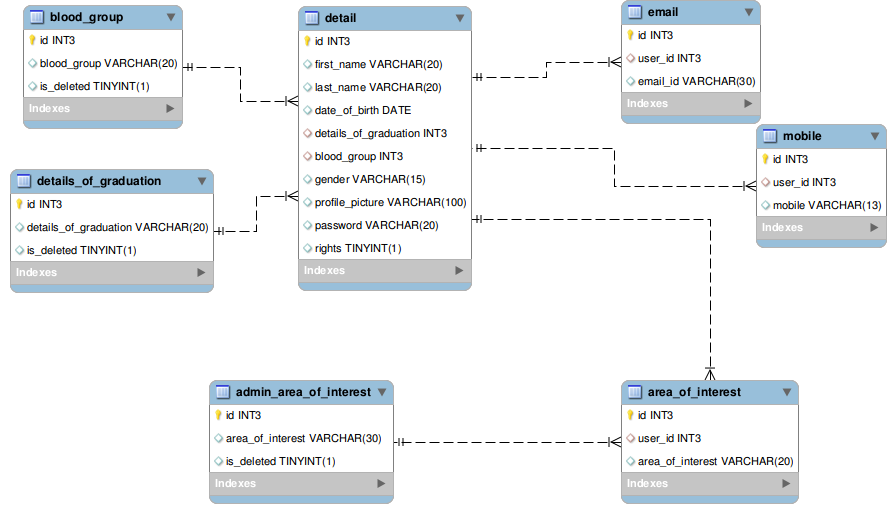 blood_group
id INT3
blood_group VARCHAR(20)
is_deleted TINYINT(1)
Indexes
detail
id INT3
first_name VARCHAR(20)
last_name VARCHAR(20)
date_of_birth DATE
details_of_graduation INT3
blood_group INT3
gender VARCHAR(15)
profile_picture VARCHAR(100)
password VARCHAR(20)
rights TINYINT(1)
Indexes
email
id INT3
user_id INT3
email_id VARCHAR(30)
Indexes
mobile
id INT3
user_id INT3
mobile VARCHAR(13)
Indexes
details_of_graduation
id INT3
details_of_graduation VARCHAR(20)
is_deleted TINYINT(1)
Indexes
admin_area_of_interest
id INT3
area_of_interest VARCHAR(30)
is_deleted TINYINT(1)
Indexes
area_of_interest
id INT3
user_id INT3
area_of_interest VARCHAR(20)
Indexes